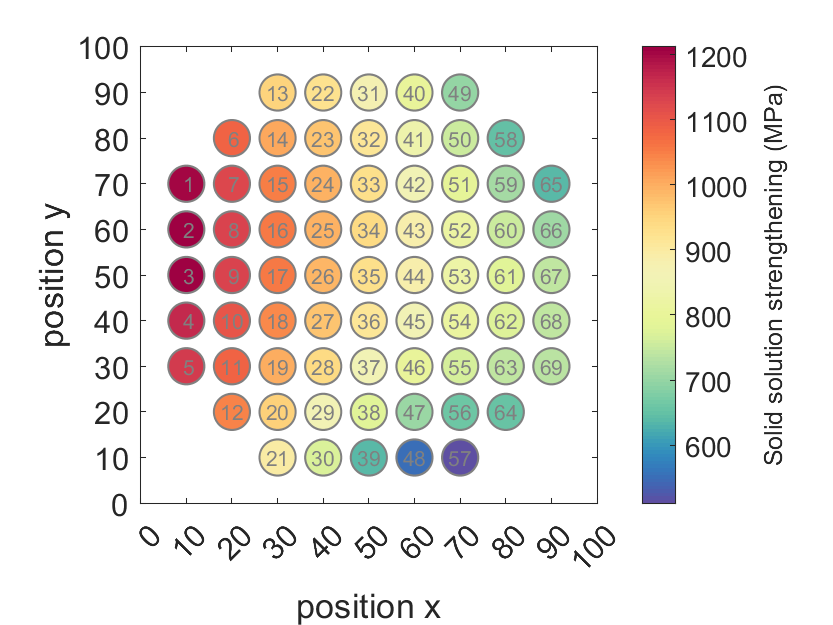 100
90
80
70
60
50
40
30
20
10
0
position y
13 22 31 40 49
6 14 23 32 41 50 58
1 7 15 24 33 42 51 59 65
2 8 16 25 34 43 52 60 66
3 9 17 26 35 44 53 61 67
4 10 18 27 36 45 54 62 68
5 11 19 28 37 46 55 63 69
12 20 29 38 47 56 64
21 30 39 48 57
0 10 20 30 40 50 60 70 80 90 100
position x
1200
1100
1000
900
800
700
600
Solid solution strengthening (MPa)